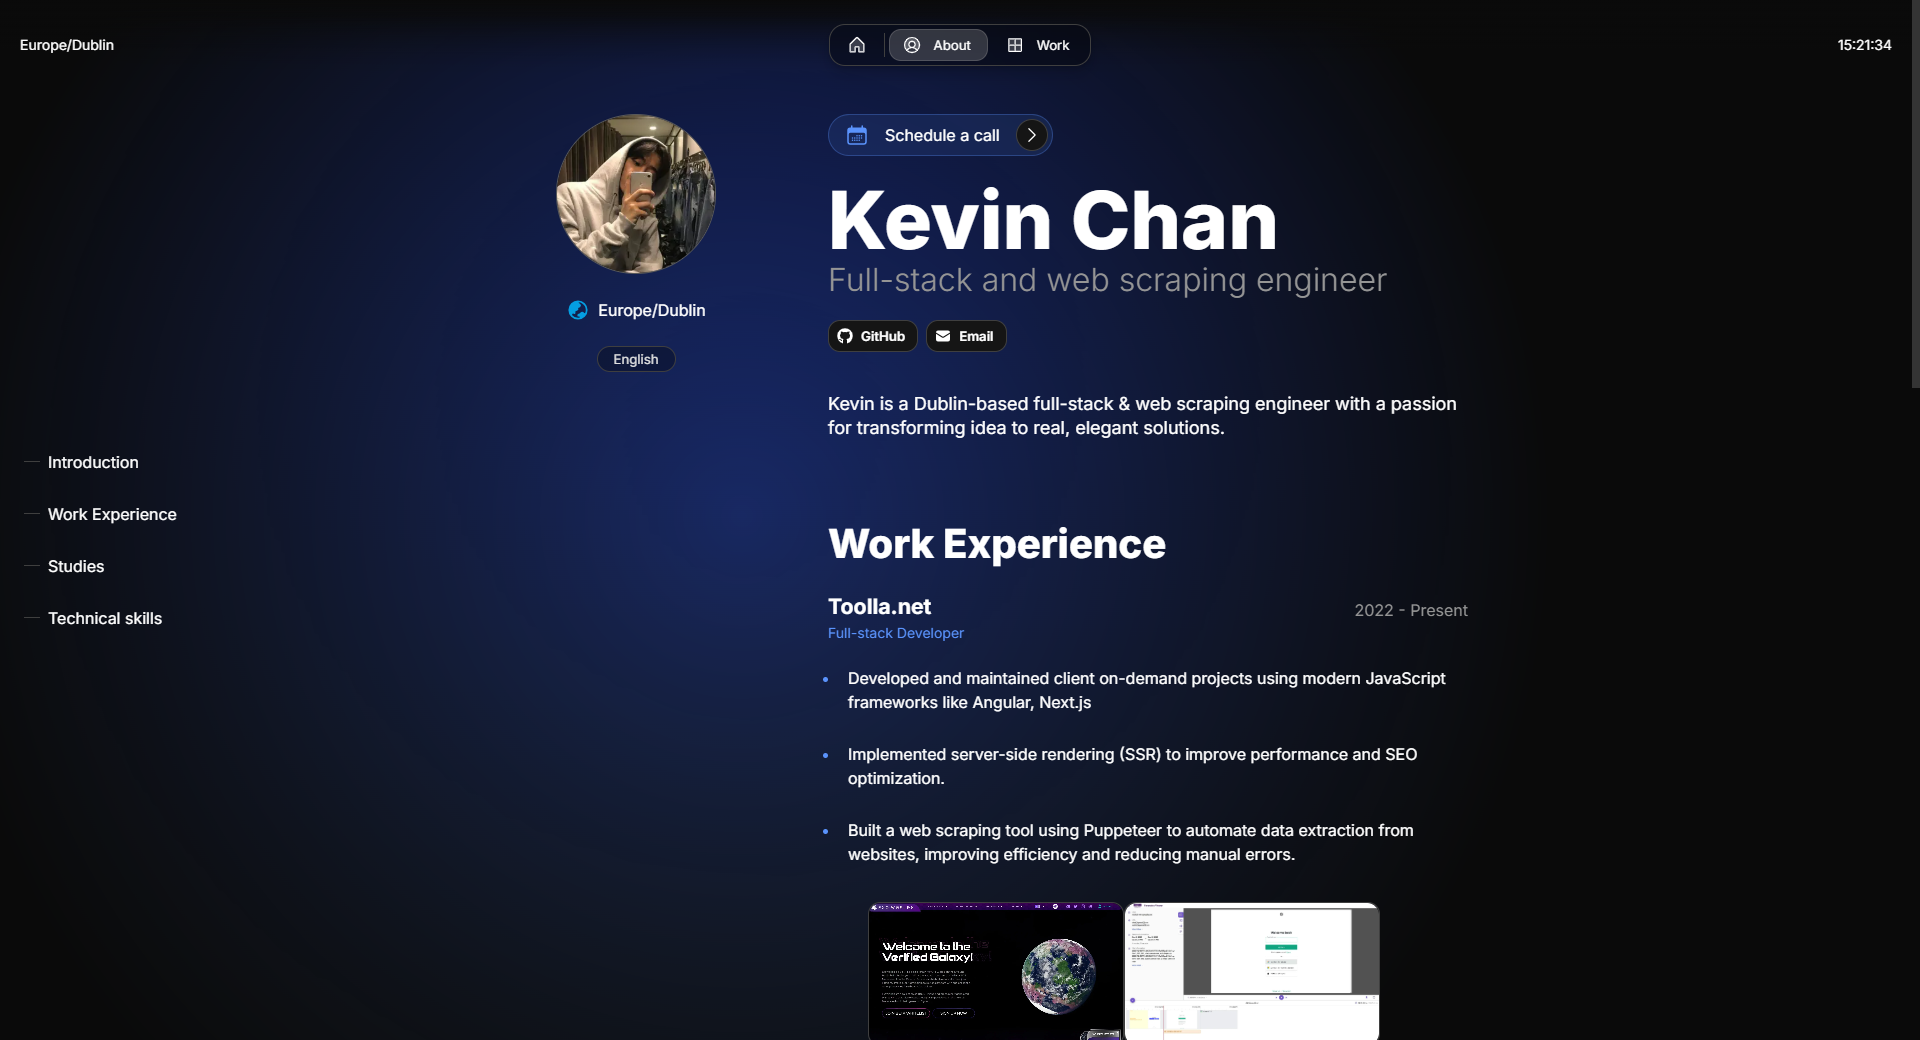 Europe/Dublin
About
Work
15:21:34
Schedule a call
Kevin Chan
Full-stack and web scraping engineer
Europe/Dublin
GitHub
Email
English
Kevin is a Dublin-based full-stack & web scraping engineer with a passion
for transforming idea to real, elegant solutions.
Introduction
Work Experience
Studies
Technical skills
Work Experience
Toolla.net
2022 - Present
Full-stack Developer
Developed and maintained client on-demand projects using modern JavaScript
frameworks like Angular, Next.js
Implemented server-side rendering (SSR) to improve performance and SEO
optimization.
Built a web scraping tool using Puppeteer to automate data extraction from
websites, improving efficiency and reducing manual errors.
Welcome to the
Verified Galaxy!